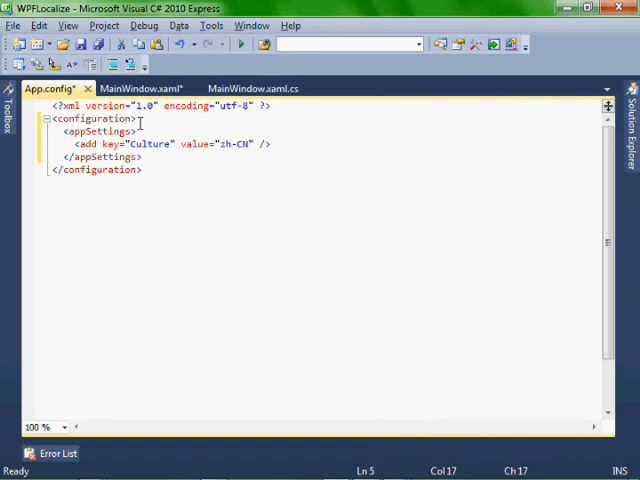 WPFLocalize - Microsoft Visual C# 2010 Express
File Edit View Project Debug Data Tools Window Help
App.config* MainWindow.xaml* MainWindow.xaml.cs
Toolbox
Solution Explorer
<?xml version="1.0" encoding="utf-8" ?>
<configuration>
<appSettings>
<add key="Culture" value="zh-CN" />
</appSettings>
</configuration>
100 %
Error List
Ready Ln 5 Col 17 Ch 17 INS